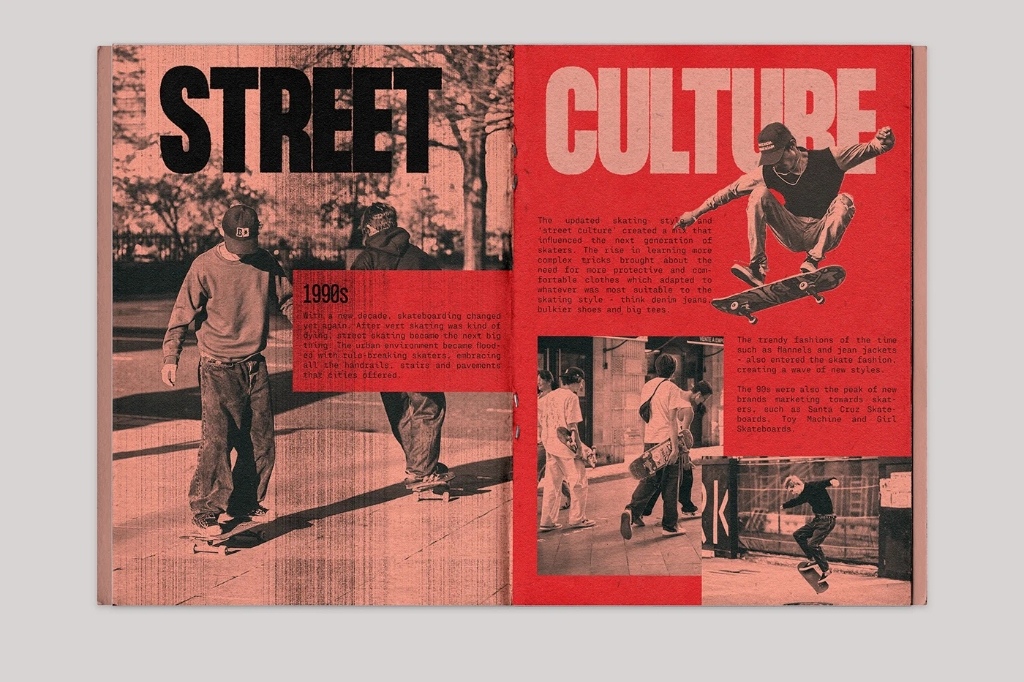 STREET
CULTURE
1990s
With a new decade, skateboarding changed
yet again. After vert skating was kind of
dying, street skating became the next big
thing. The urban environment became flood-
ed with rule-breaking skaters, embracing
all the handrails, stairs and pavements
that cities offered.
The updated skating style and
'street culture' created a mix that
influenced the next generation of
skaters. The rise in learning more
complex tricks brought about the
need for more protective and com-
fortable clothes which adapted to
whatever was most suitable to the
skating style - think denim jeans,
bulkier shoes and big tees
The trendy fashions of the time
such as flannels and jean jackets
- also entered the skate fashion,
creating a wave of new styles.
The 90s were also the peak of new
brands marketing towards skat-
ers, such as Santa Cruz Skate-
boards, Toy Machine and Girl
Skateboards.